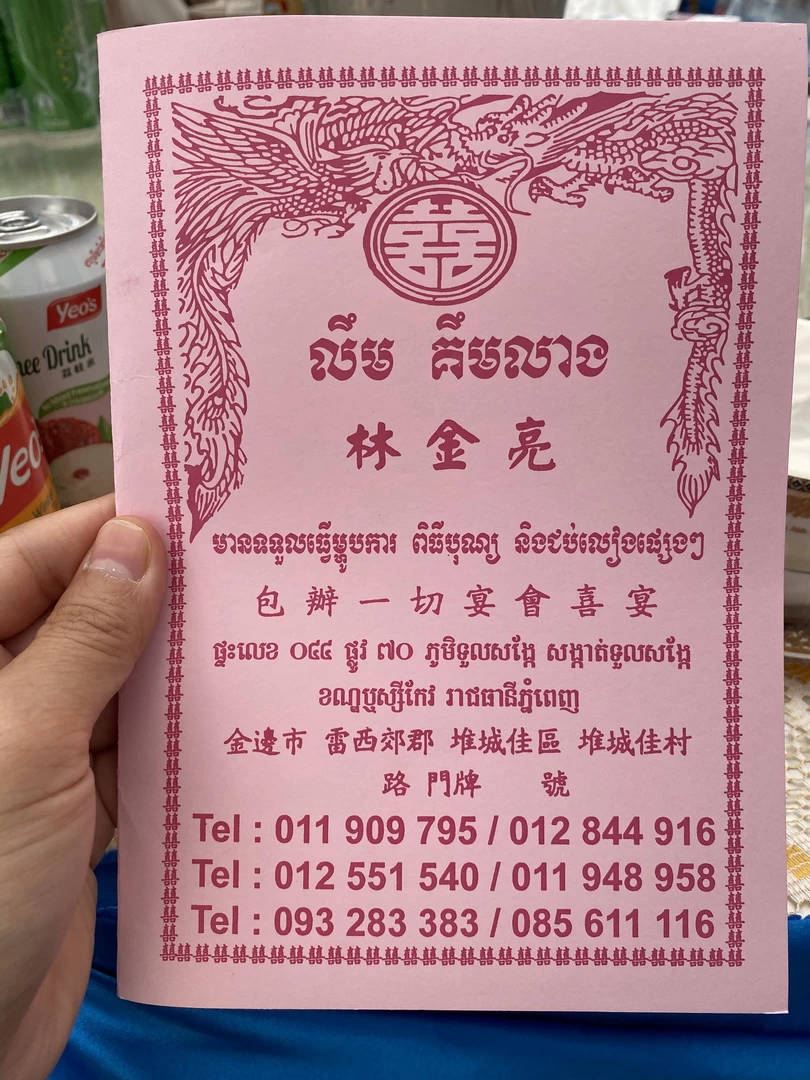 囍
លឹម គឹមលាង
林金亮
មានទទួលធ្វើម្ហូបការ ពិធីបុណ្យ និងជប់លៀងផ្សេងៗ
包辦一切宴會喜宴
ផ្ទះលេខ ០៤៤ ផ្លូវ ៧០ ភូមិទួលសង្កែ សង្កាត់ទួលសង្កែ
ខណ្ឌឫស្សីកែវ រាជធានីភ្នំពេញ
金邊市 雷西郊郡 堆城佳區 堆城佳村
路 門牌 號
Tel : 011 909 795 / 012 844 916
Tel : 012 551 540 / 011 948 958
Tel : 093 283 383 / 085 611 116
Yeo's
hee Drink
荔枝水
Yeo